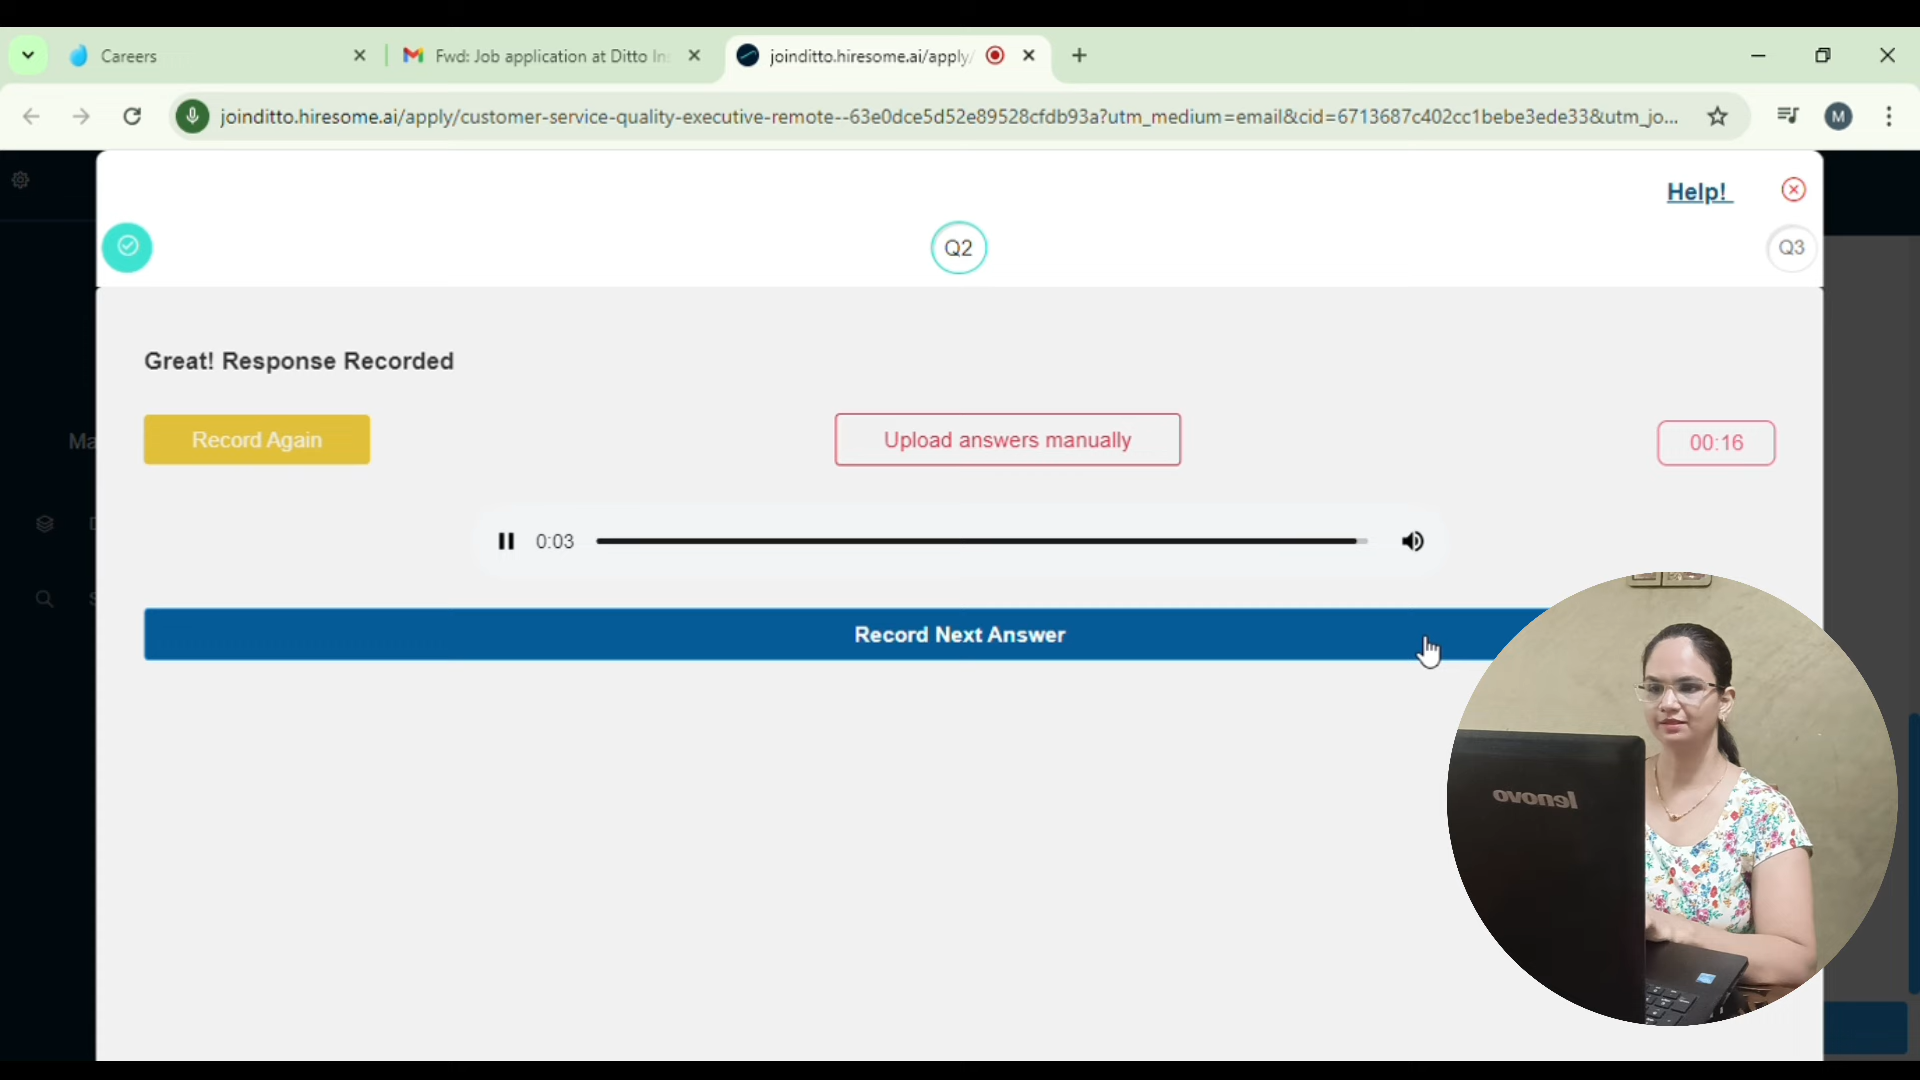 Careers
Fwd: Job application at Ditto In
joinditto.hiresome.ai/apply/
joinditto.hiresome.ai/apply/customer-service-quality-executive-remote--63e0dce5d52e89528cfdb93a?utm_medium=email&cid=6713687c402cc1bebe3ede33&utm_jo...
M
Help!
Q2
Q3
Great! Response Recorded
Ma
Record Again
Upload answers manually
00:16
0:03
Record Next Answer
lenovo